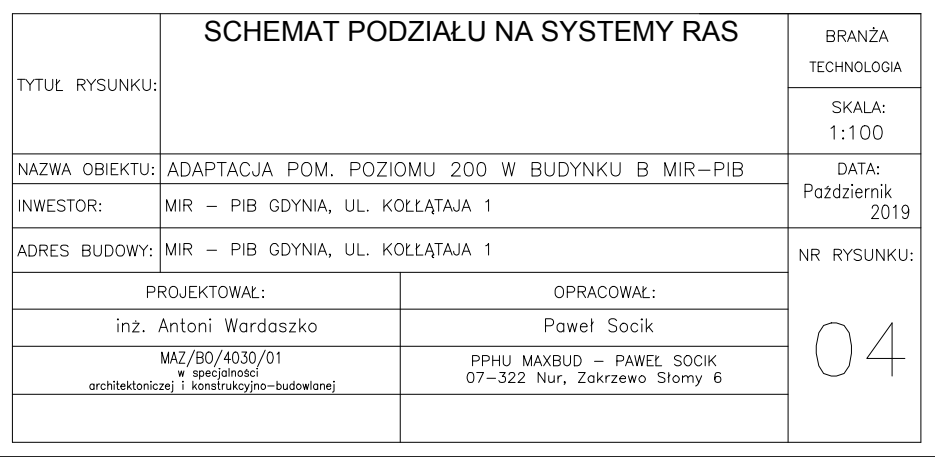 TYTUŁ RYSUNKU:
SCHEMAT PODZIAŁU NA SYSTEMY RAS
BRANŻA
TECHNOLOGIA
SKALA:
1:100
NAZWA OBIEKTU:
ADAPTACJA POM. POZIOMU 200 W BUDYNKU B MIR–PIB
DATA:
Październik
2019
INWESTOR:
MIR – PIB GDYNIA, UL. KOŁŁĄTAJA 1
ADRES BUDOWY:
MIR – PIB GDYNIA, UL. KOŁŁĄTAJA 1
NR RYSUNKU:
04
PROJEKTOWAŁ:
inż. Antoni Wardaszko
MAZ/BO/4030/01
w specjalności
architektoniczej i konstrukcyjno–budowlanej
OPRACOWAŁ:
Paweł Socik
PPHU MAXBUD – PAWEŁ SOCIK
07–322 Nur, Zakrzewo Słomy 6